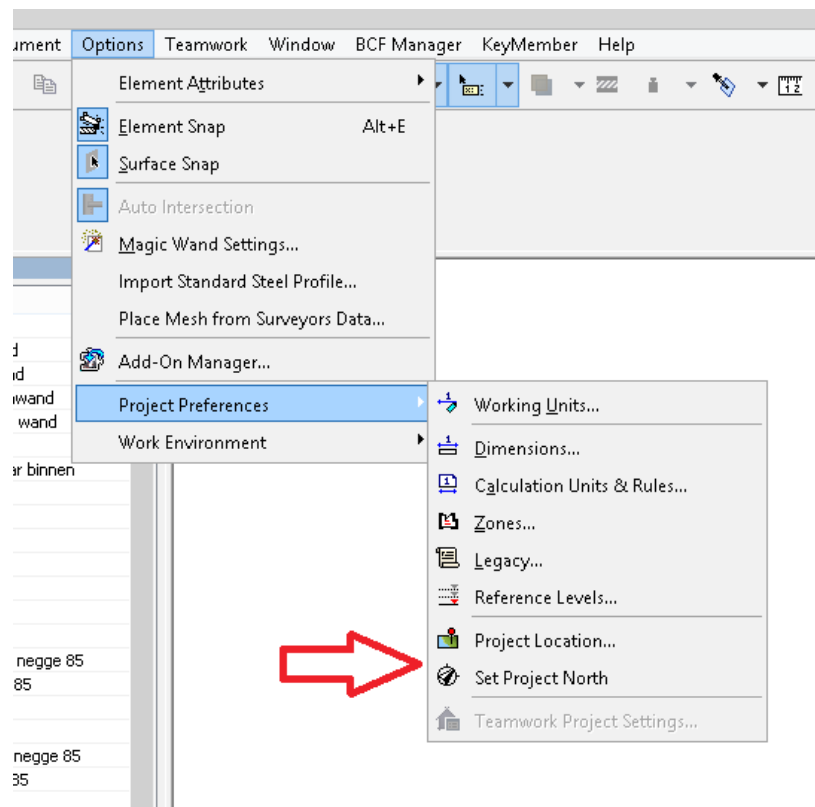 ument Options Teamwork Window BCF Manager KeyMember Help
Element Attributes
Element Snap Alt+E
Surface Snap
Auto Intersection
Magic Wand Settings...
Import Standard Steel Profile...
Place Mesh from Surveyors Data...
Add-On Manager...
Project Preferences
Work Environment
d
nd
nwand
wand
ar binnen
negge 85
85
negge 85
85
Working Units...
Dimensions...
Calculation Units & Rules...
Zones...
Legacy...
Reference Levels...
Project Location...
Set Project North
Teamwork Project Settings...